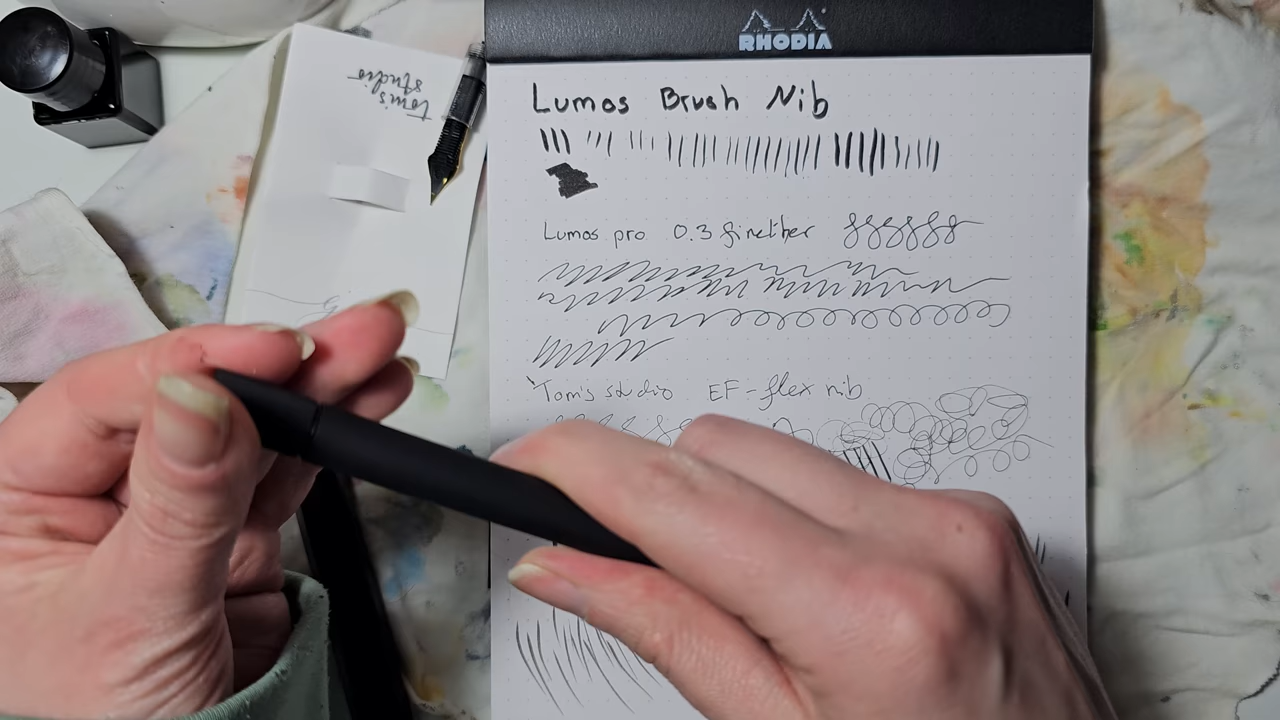 RHODIA
Tom's
studio
Lumos Brush Nib
Lumos pro 0.3 fineliner
Tom's studio EF-flex nib